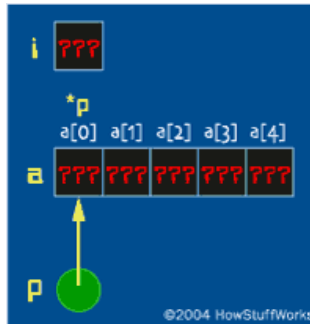 i ???
*p
a[0] a[1] a[2] a[3] a[4]
a ??? ??? ??? ??? ???
p
©2004 HowStuffWorks